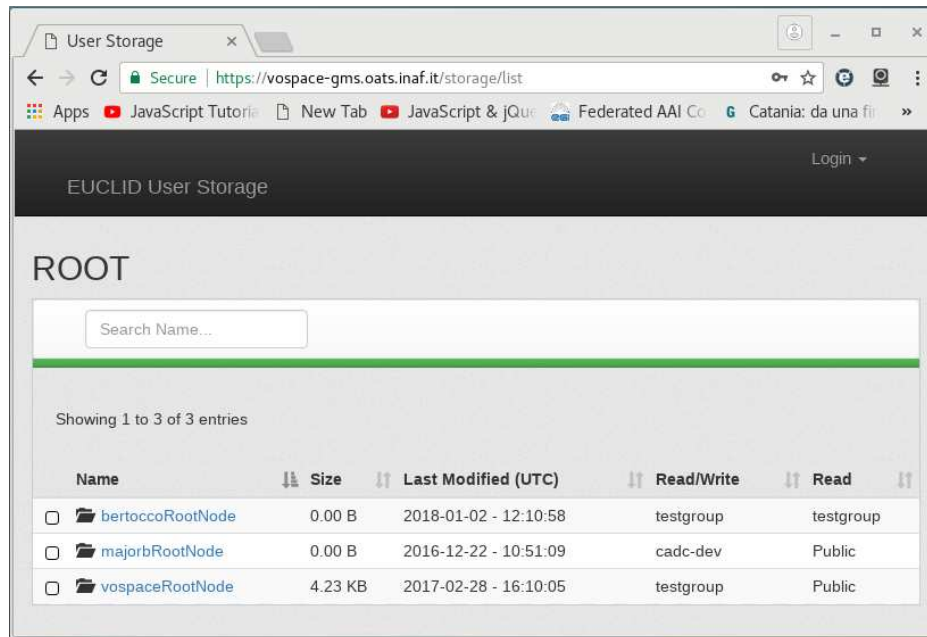 User Storage
Secure | https://vospace-gms.oats.inaf.it/storage/list
Apps JavaScript Tutoria New Tab JavaScript & jQue Federated AAI Co G Catania: da una fi »
Login
EUCLID User Storage
ROOT
Search Name...
Showing 1 to 3 of 3 entries
Name Size Last Modified (UTC) Read/Write Read
bertoccoRootNode 0.00 B 2018-01-02 - 12:10:58 testgroup testgroup
majorbRootNode 0.00 B 2016-12-22 - 10:51:09 cadc-dev Public
vospaceRootNode 4.23 KB 2017-02-28 - 16:10:05 testgroup Public